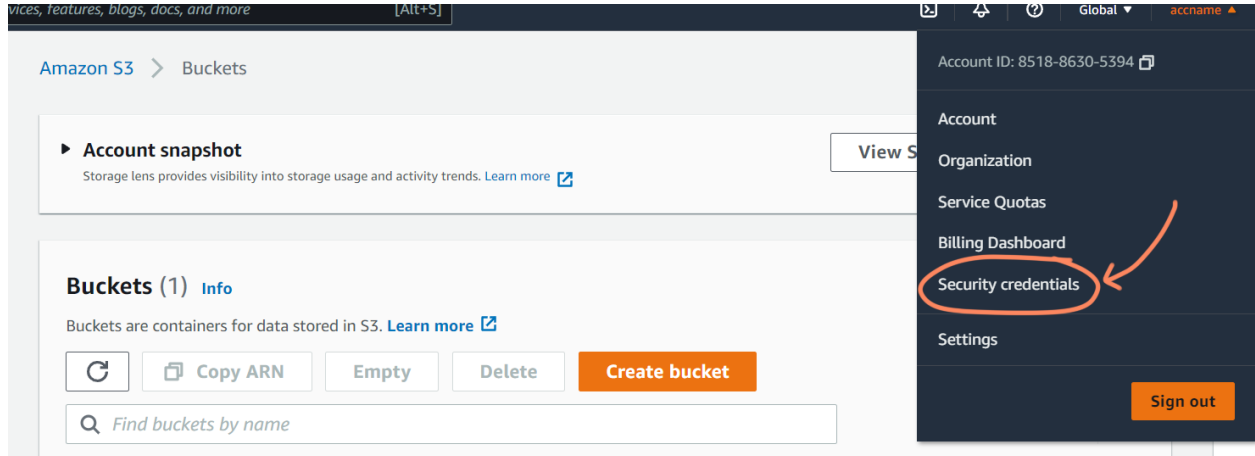 vices, features, blogs, docs, and more [Alt+S] Global ▼ accname ▲
Amazon S3 > Buckets
Account snapshot
View S
Storage lens provides visibility into storage usage and activity trends. Learn more
Buckets (1) Info
Buckets are containers for data stored in S3. Learn more
Copy ARN Empty Delete Create bucket
Find buckets by name
Account ID: 8518-8630-5394
Account
Organization
Service Quotas
Billing Dashboard
Security credentials
Settings
Sign out